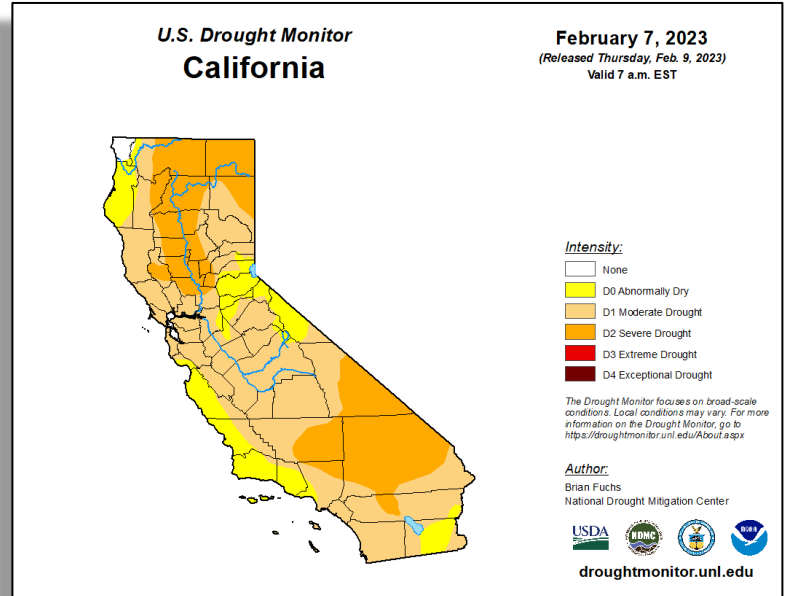 U.S. Drought Monitor
California
February 7, 2023
(Released Thursday, Feb. 9, 2023)
Valid 7 a.m. EST
Intensity:
None
D0 Abnormally Dry
D1 Moderate Drought
D2 Severe Drought
D3 Extreme Drought
D4 Exceptional Drought
The Drought Monitor focuses on broad-scale
conditions. Local conditions may vary. For more
information on the Drought Monitor, go to
https://droughtmonitor.unl.edu/About.aspx
Author:
Brian Fuchs
National Drought Mitigation Center
USDA
NDMC
NOAA
droughtmonitor.unl.edu